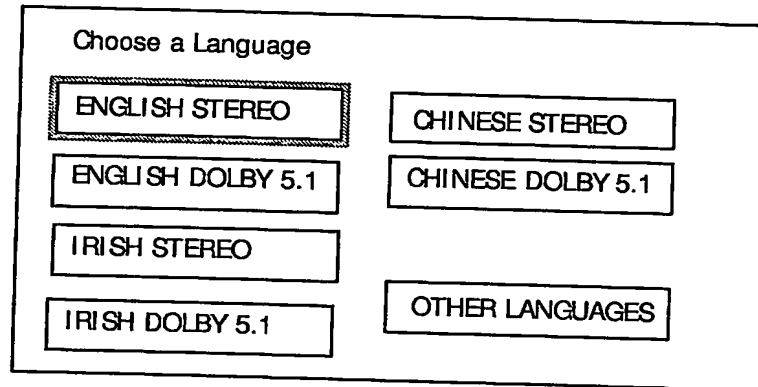 Choose a Language
ENGLISH STEREO
ENGLISH DOLBY 5.1
IRISH STEREO
IRISH DOLBY 5.1
CHINESE STEREO
CHINESE DOLBY 5.1
OTHER LANGUAGES